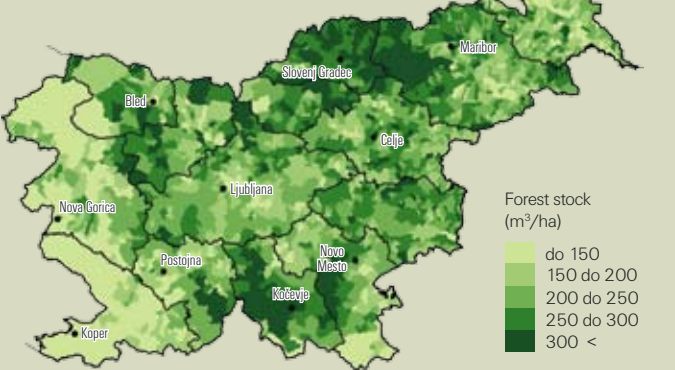 Maribor
Slovenj Gradec
Bled
Celje
Ljubljana
Nova Gorica
Novo
Mesto
Postojna
Kočevje
Koper
Forest stock
(m³/ha)
do 150
150 do 200
200 do 250
250 do 300
300 <